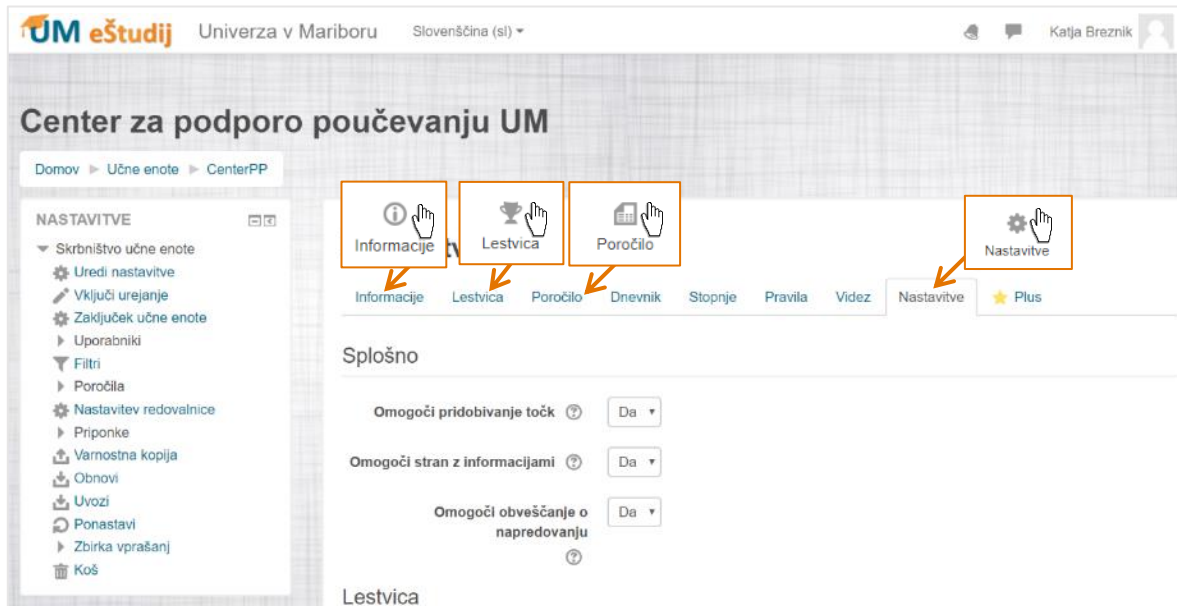 UM eŠtudij Univerza v Mariboru Slovenščina (sl) Katja Breznik
Center za podporo poučevanju UM
Domov Učne enote CenterPP
NASTAVITVE
Skrbništvo učne enote
Uredi nastavitve
Vključi urejanje
Zaključek učne enote
Uporabniki
Filtri
Poročila
Nastavitev redovalnice
Priponke
Varnostna kopija
Obnovi
Uvozi
Ponastavi
Zbirka vprašanj
Koš
Informacije Lestvica Poročilo Nastavitve
Informacije Lestvica Poročilo Dnevnik Stopnje Pravila Videz Nastavitve Plus
Splošno
Omogoči pridobivanje točk Da
Omogoči stran z informacijami Da
Omogoči obveščanje o Da
napredovanju
Lestvica